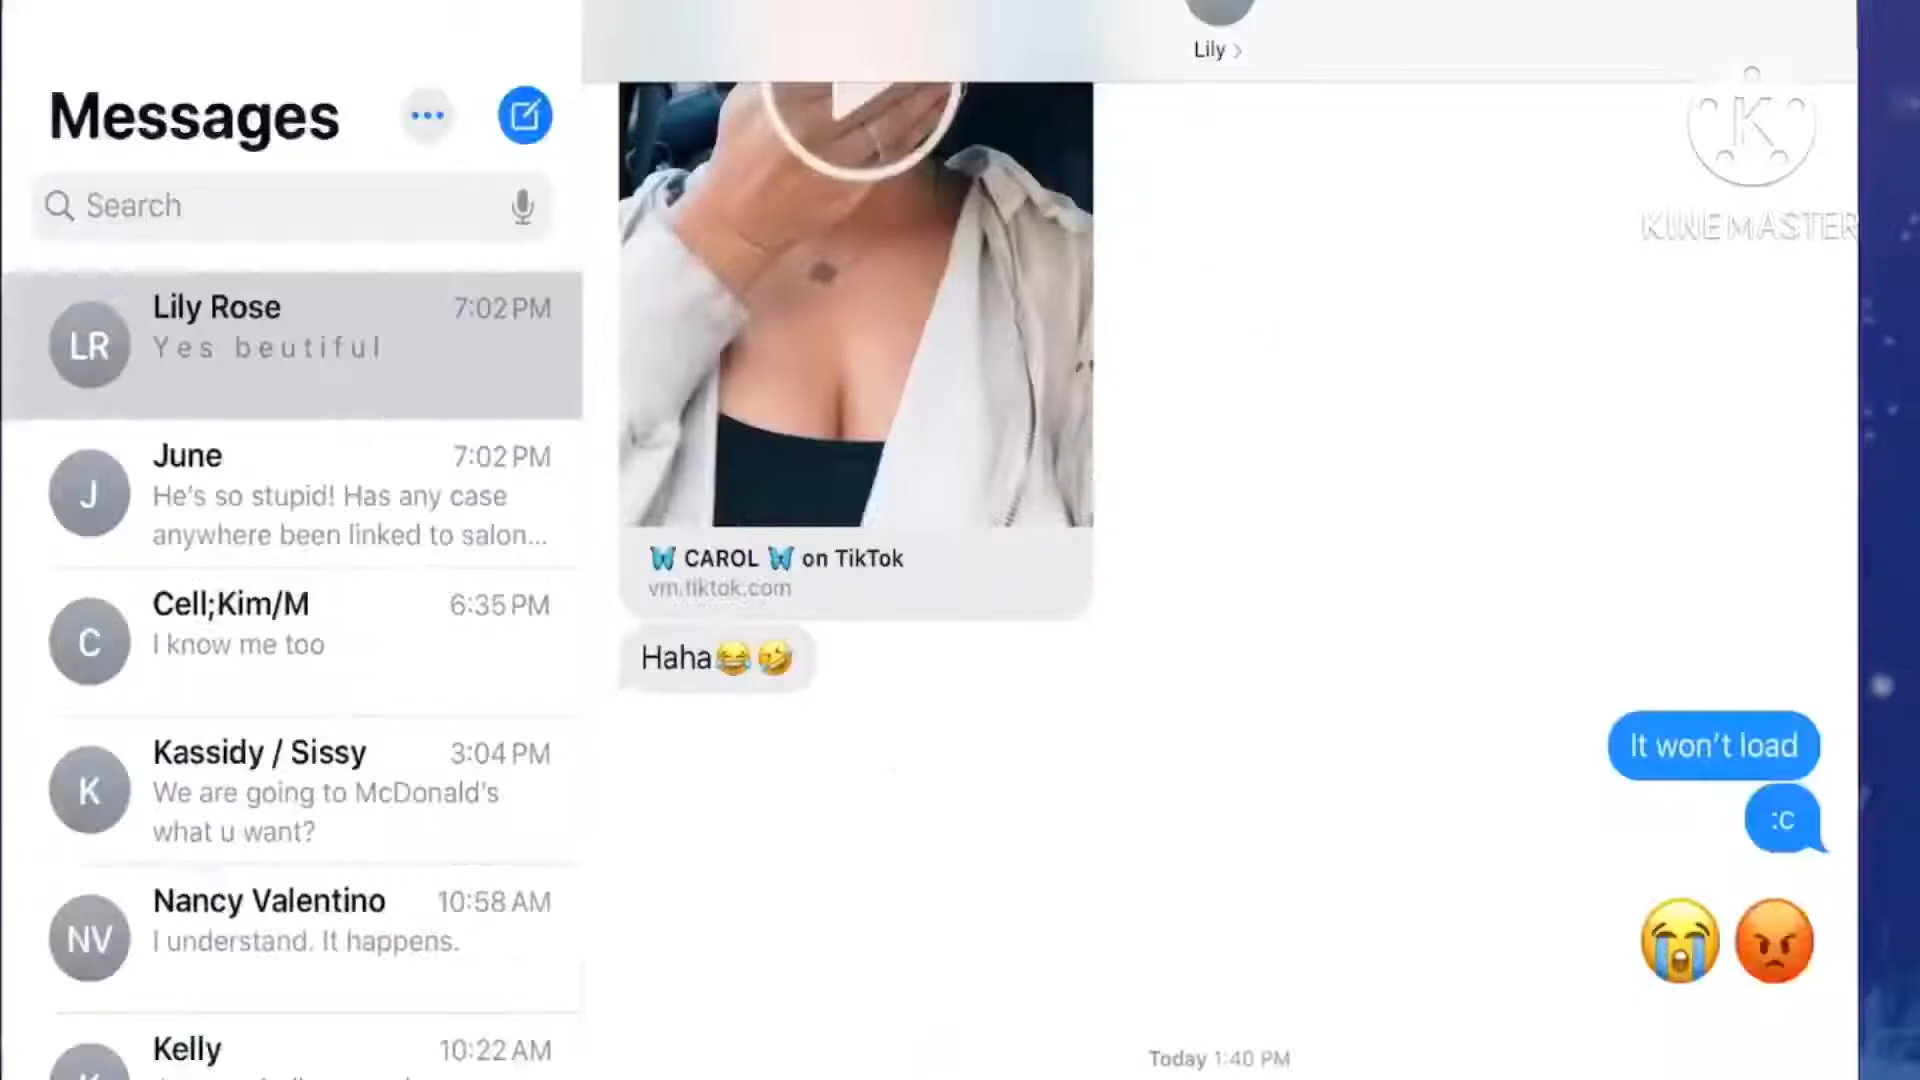 Messages
Search
Lily Rose 7:02 PM
Yes beutiful
LR
June 7:02 PM
He's so stupid! Has any case
anywhere been linked to salon...
J
Cell;Kim/M 6:35 PM
I know me too
C
Kassidy / Sissy 3:04 PM
We are going to McDonald's
what u want?
K
Nancy Valentino 10:58 AM
I understand. It happens.
NV
Kelly 10:22 AM
Lily >
K
KINEMASTER
🦋 CAROL 🦋 on TikTok
vm.tiktok.com
Haha😂🤣
It won't load
:c
😭😡
Today 1:40 PM